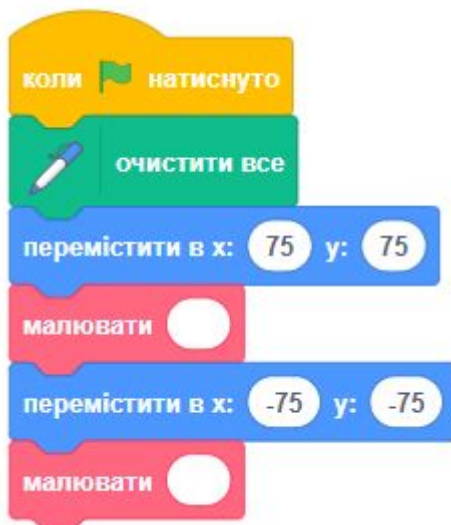 коли натиснуто
очистити все
перемістити в x: 75 y: 75
малювати
перемістити в x: -75 y: -75
малювати